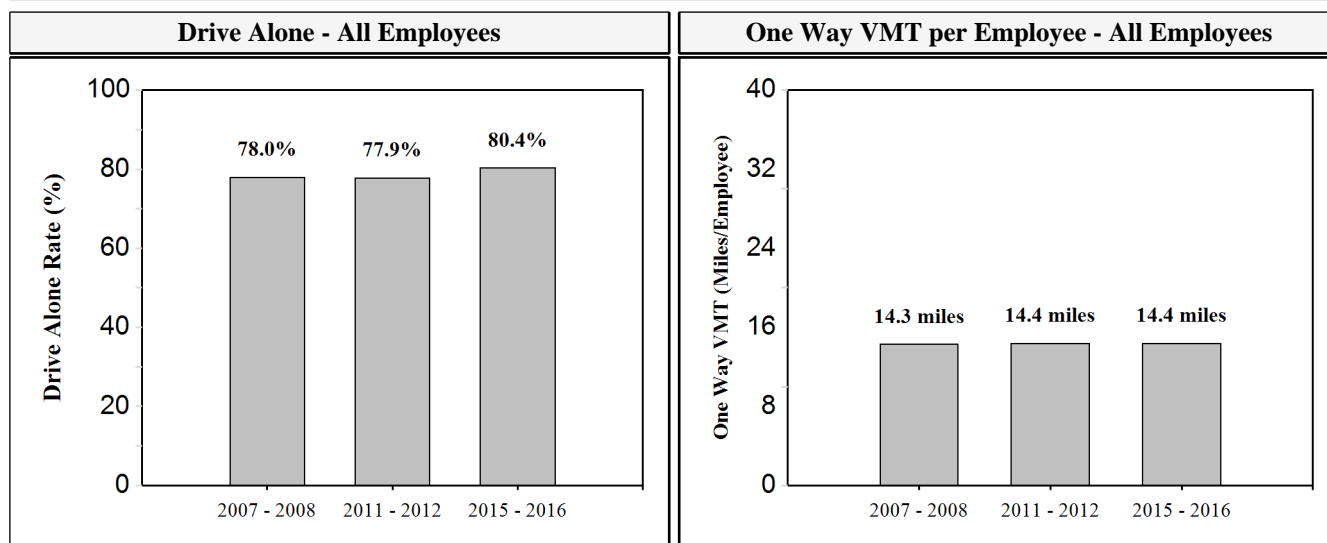 Drive Alone - All Employees
One Way VMT per Employee - All Employees
Drive Alone Rate (%)
100
80
60
40
20
0
78.0%
77.9%
80.4%
2007 - 2008
2011 - 2012
2015 - 2016
One Way VMT (Miles/Employee)
40
32
24
16
8
0
14.3 miles
14.4 miles
14.4 miles
2007 - 2008
2011 - 2012
2015 - 2016